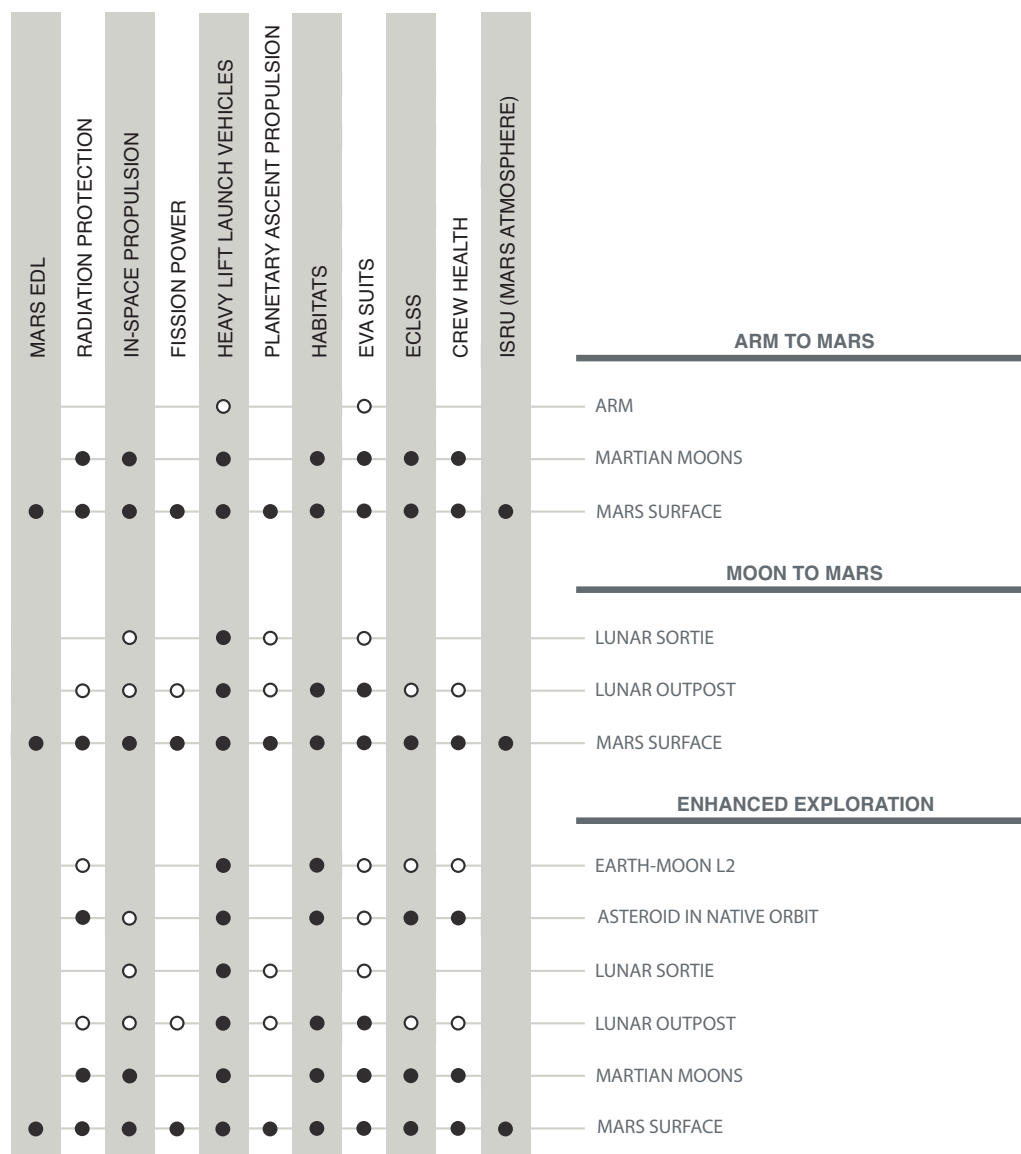 MARS EDL
RADIATION PROTECTION
IN-SPACE PROPULSION
FISSION POWER
HEAVY LIFT LAUNCH VEHICLES
PLANETARY ASCENT PROPULSION
HABITATS
EVA SUITS
ECLSS
CREW HEALTH
ISRU (MARS ATMOSPHERE)
ARM TO MARS
ARM
MARTIAN MOONS
MARS SURFACE
MOON TO MARS
LUNAR SORTIE
LUNAR OUTPOST
MARS SURFACE
ENHANCED EXPLORATION
EARTH-MOON L2
ASTEROID IN NATIVE ORBIT
LUNAR SORTIE
LUNAR OUTPOST
MARTIAN MOONS
MARS SURFACE